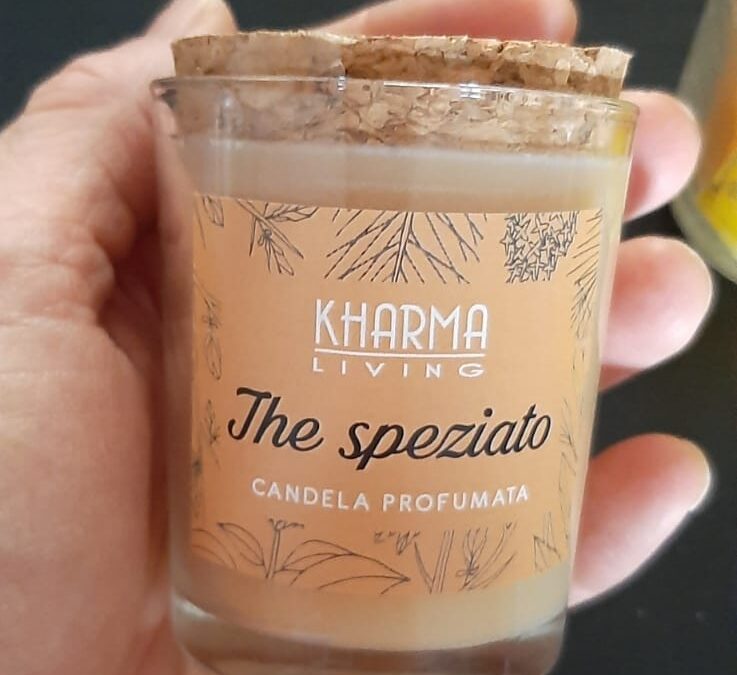 KHARMA
LIVING
The speziato
CANDELA PROFUMATA